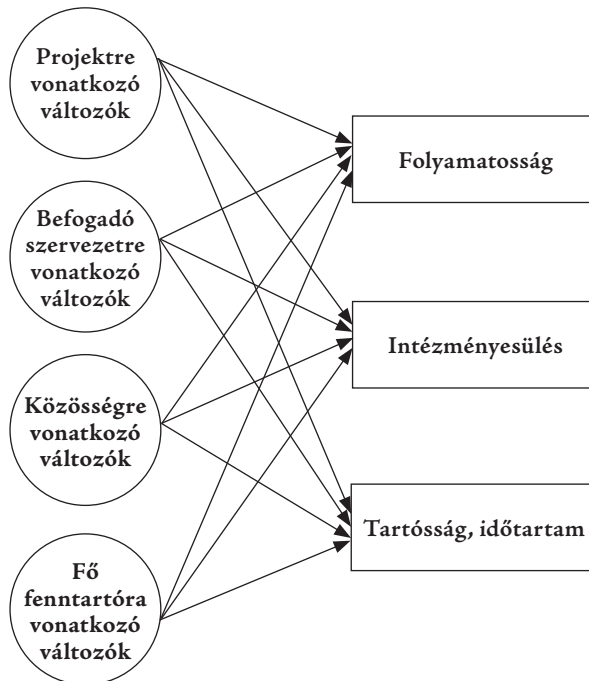 Projektre
vonatkozó
változók
Folyamatosság
Befogadó
szervezetre
vonatkozó
változók
Intézményesülés
Közösségre
vonatkozó
változók
Tartósság, időtartam
Fő
fenntartóra
vonatkozó
változók